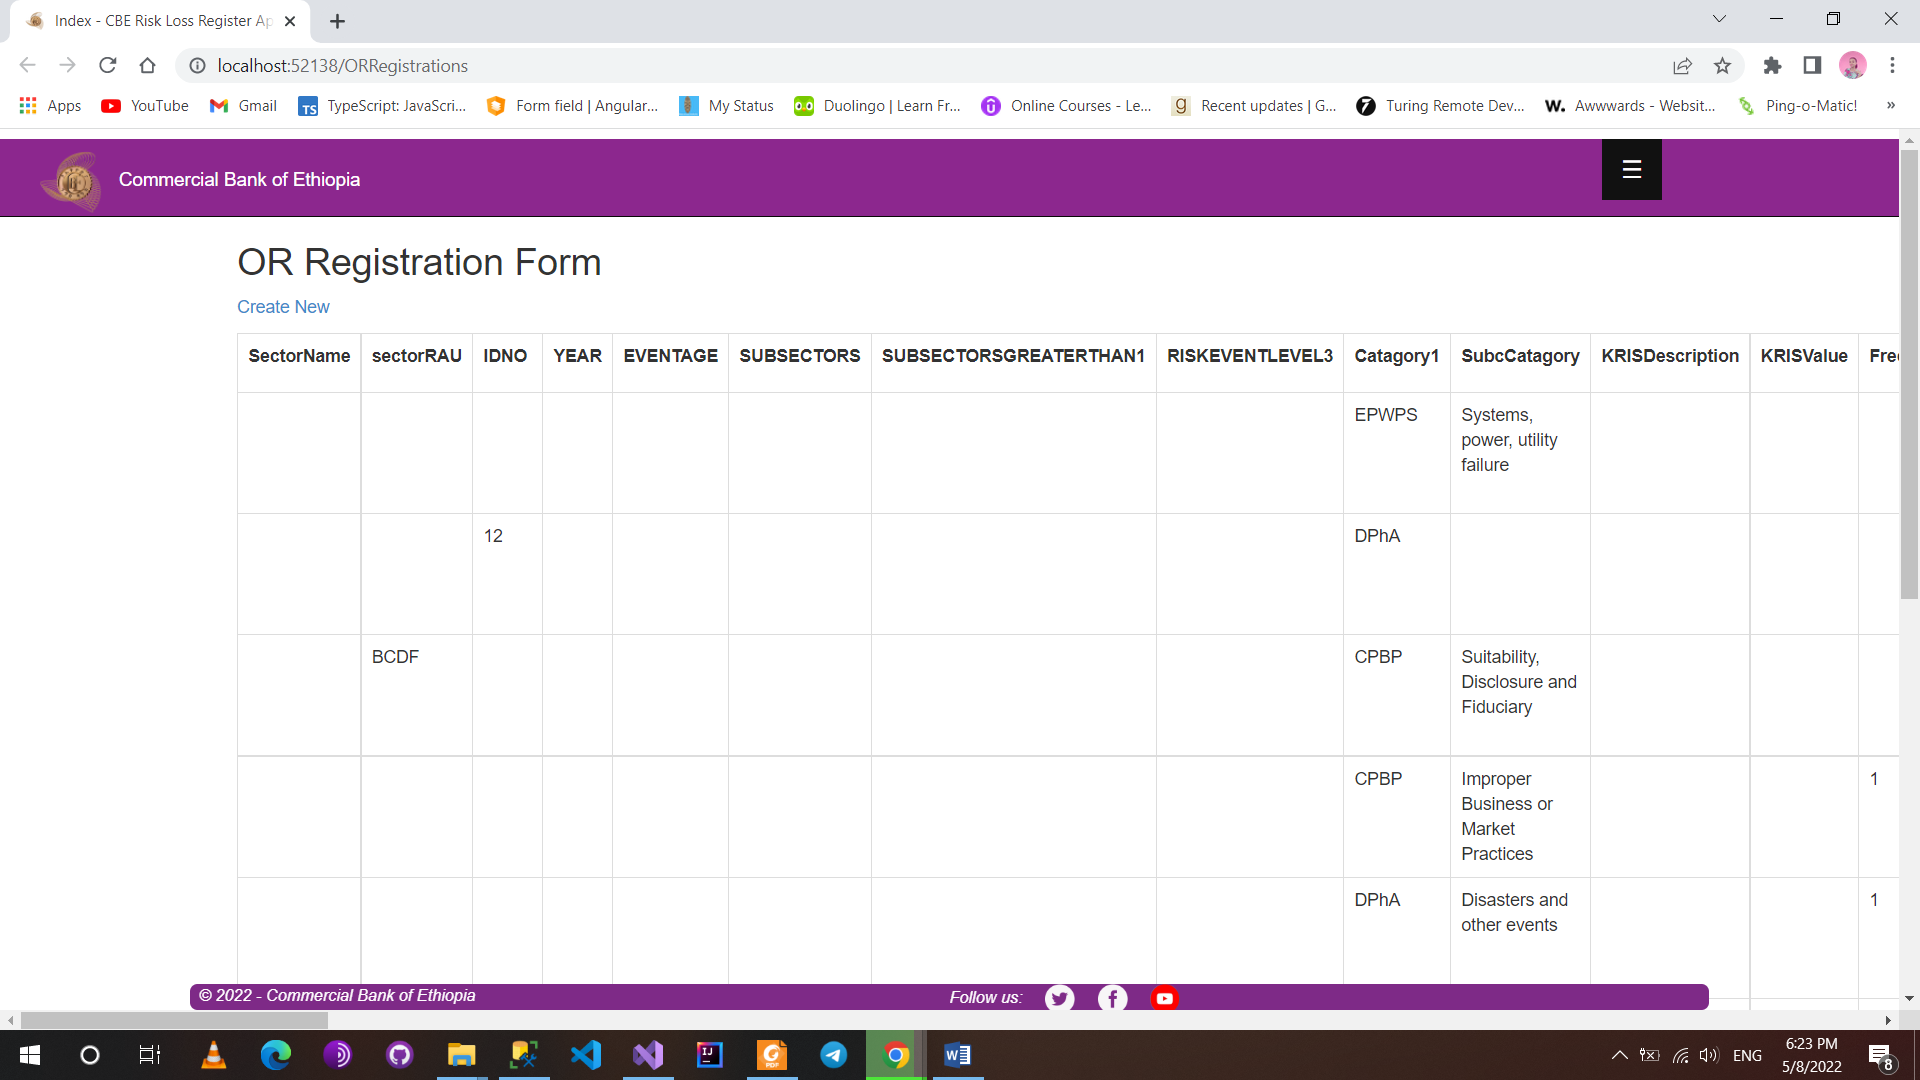 Index - CBE Risk Loss Register Ap
localhost:52138/ORRegistrations
Apps
YouTube
Gmail
TypeScript: JavaScri...
Form field | Angular...
My Status
Duolingo | Learn Fr...
Online Courses - Le...
Recent updates | G...
Turing Remote Dev...
Awwwards - Websit...
Ping-o-Matic!
»
Commercial Bank of Ethiopia
OR Registration Form
Create New
SectorName sectorRAU IDNO YEAR EVENTAGE SUBSECTORS SUBSECTORSGREATERTHAN1 RISKEVENTLEVEL3 Catagory1 SubcCatagory KRISDescription KRISValue Fre
EPWPS Systems,
power, utility
failure
12 DPhA
BCDF CPBP Suitability,
Disclosure and
Fiduciary
CPBP Improper 1
Business or
Market
Practices
DPhA Disasters and 1
other events
© 2022 - Commercial Bank of Ethiopia
Follow us:
ENG
6:23 PM
5/8/2022
8